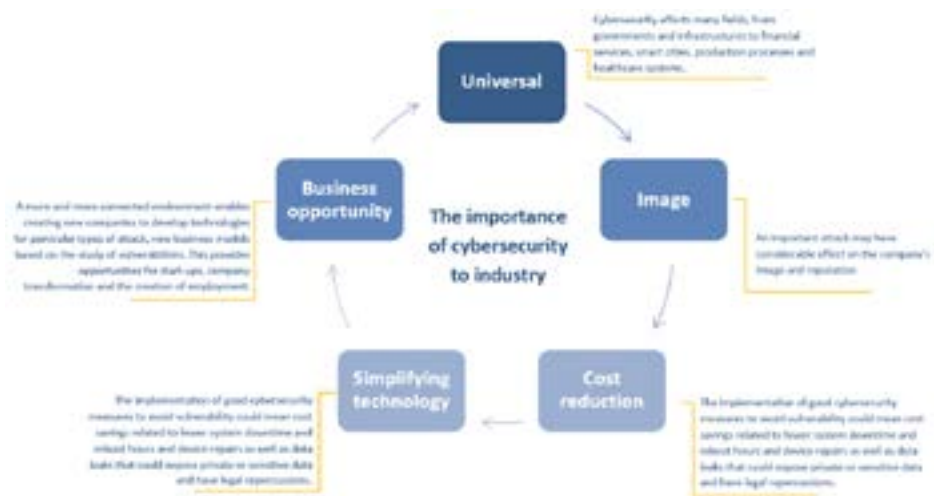 Cybersecurity affects many fields, from
governments and infrastructures to financial
services, smart cities, production processes and
healthcare systems.
Universal
Image
An important attack may have
considerable effect on the company's
image and reputation
Cost
reduction
The implementation of good cybersecurity
measures to avoid vulnerability could mean cost
savings related to fewer system downtime and
reboot hours and device repairs as well as data
leaks that could expose private or sensitive data
and have legal repercussions.
Simplifying
technology
The implementation of good cybersecurity
measures to avoid vulnerability could mean cost
savings related to fewer system downtime and
reboot hours and device repairs as well as data
leaks that could expose private or sensitive data
and have legal repercussions.
Business
opportunity
A more and more connected environment enables
creating new companies to develop technologies
for particular types of attack, new business models
based on the study of vulnerabilities. This provides
opportunities for start-ups, company
transformation and the creation of employment.
The importance
of cybersecurity
to industry